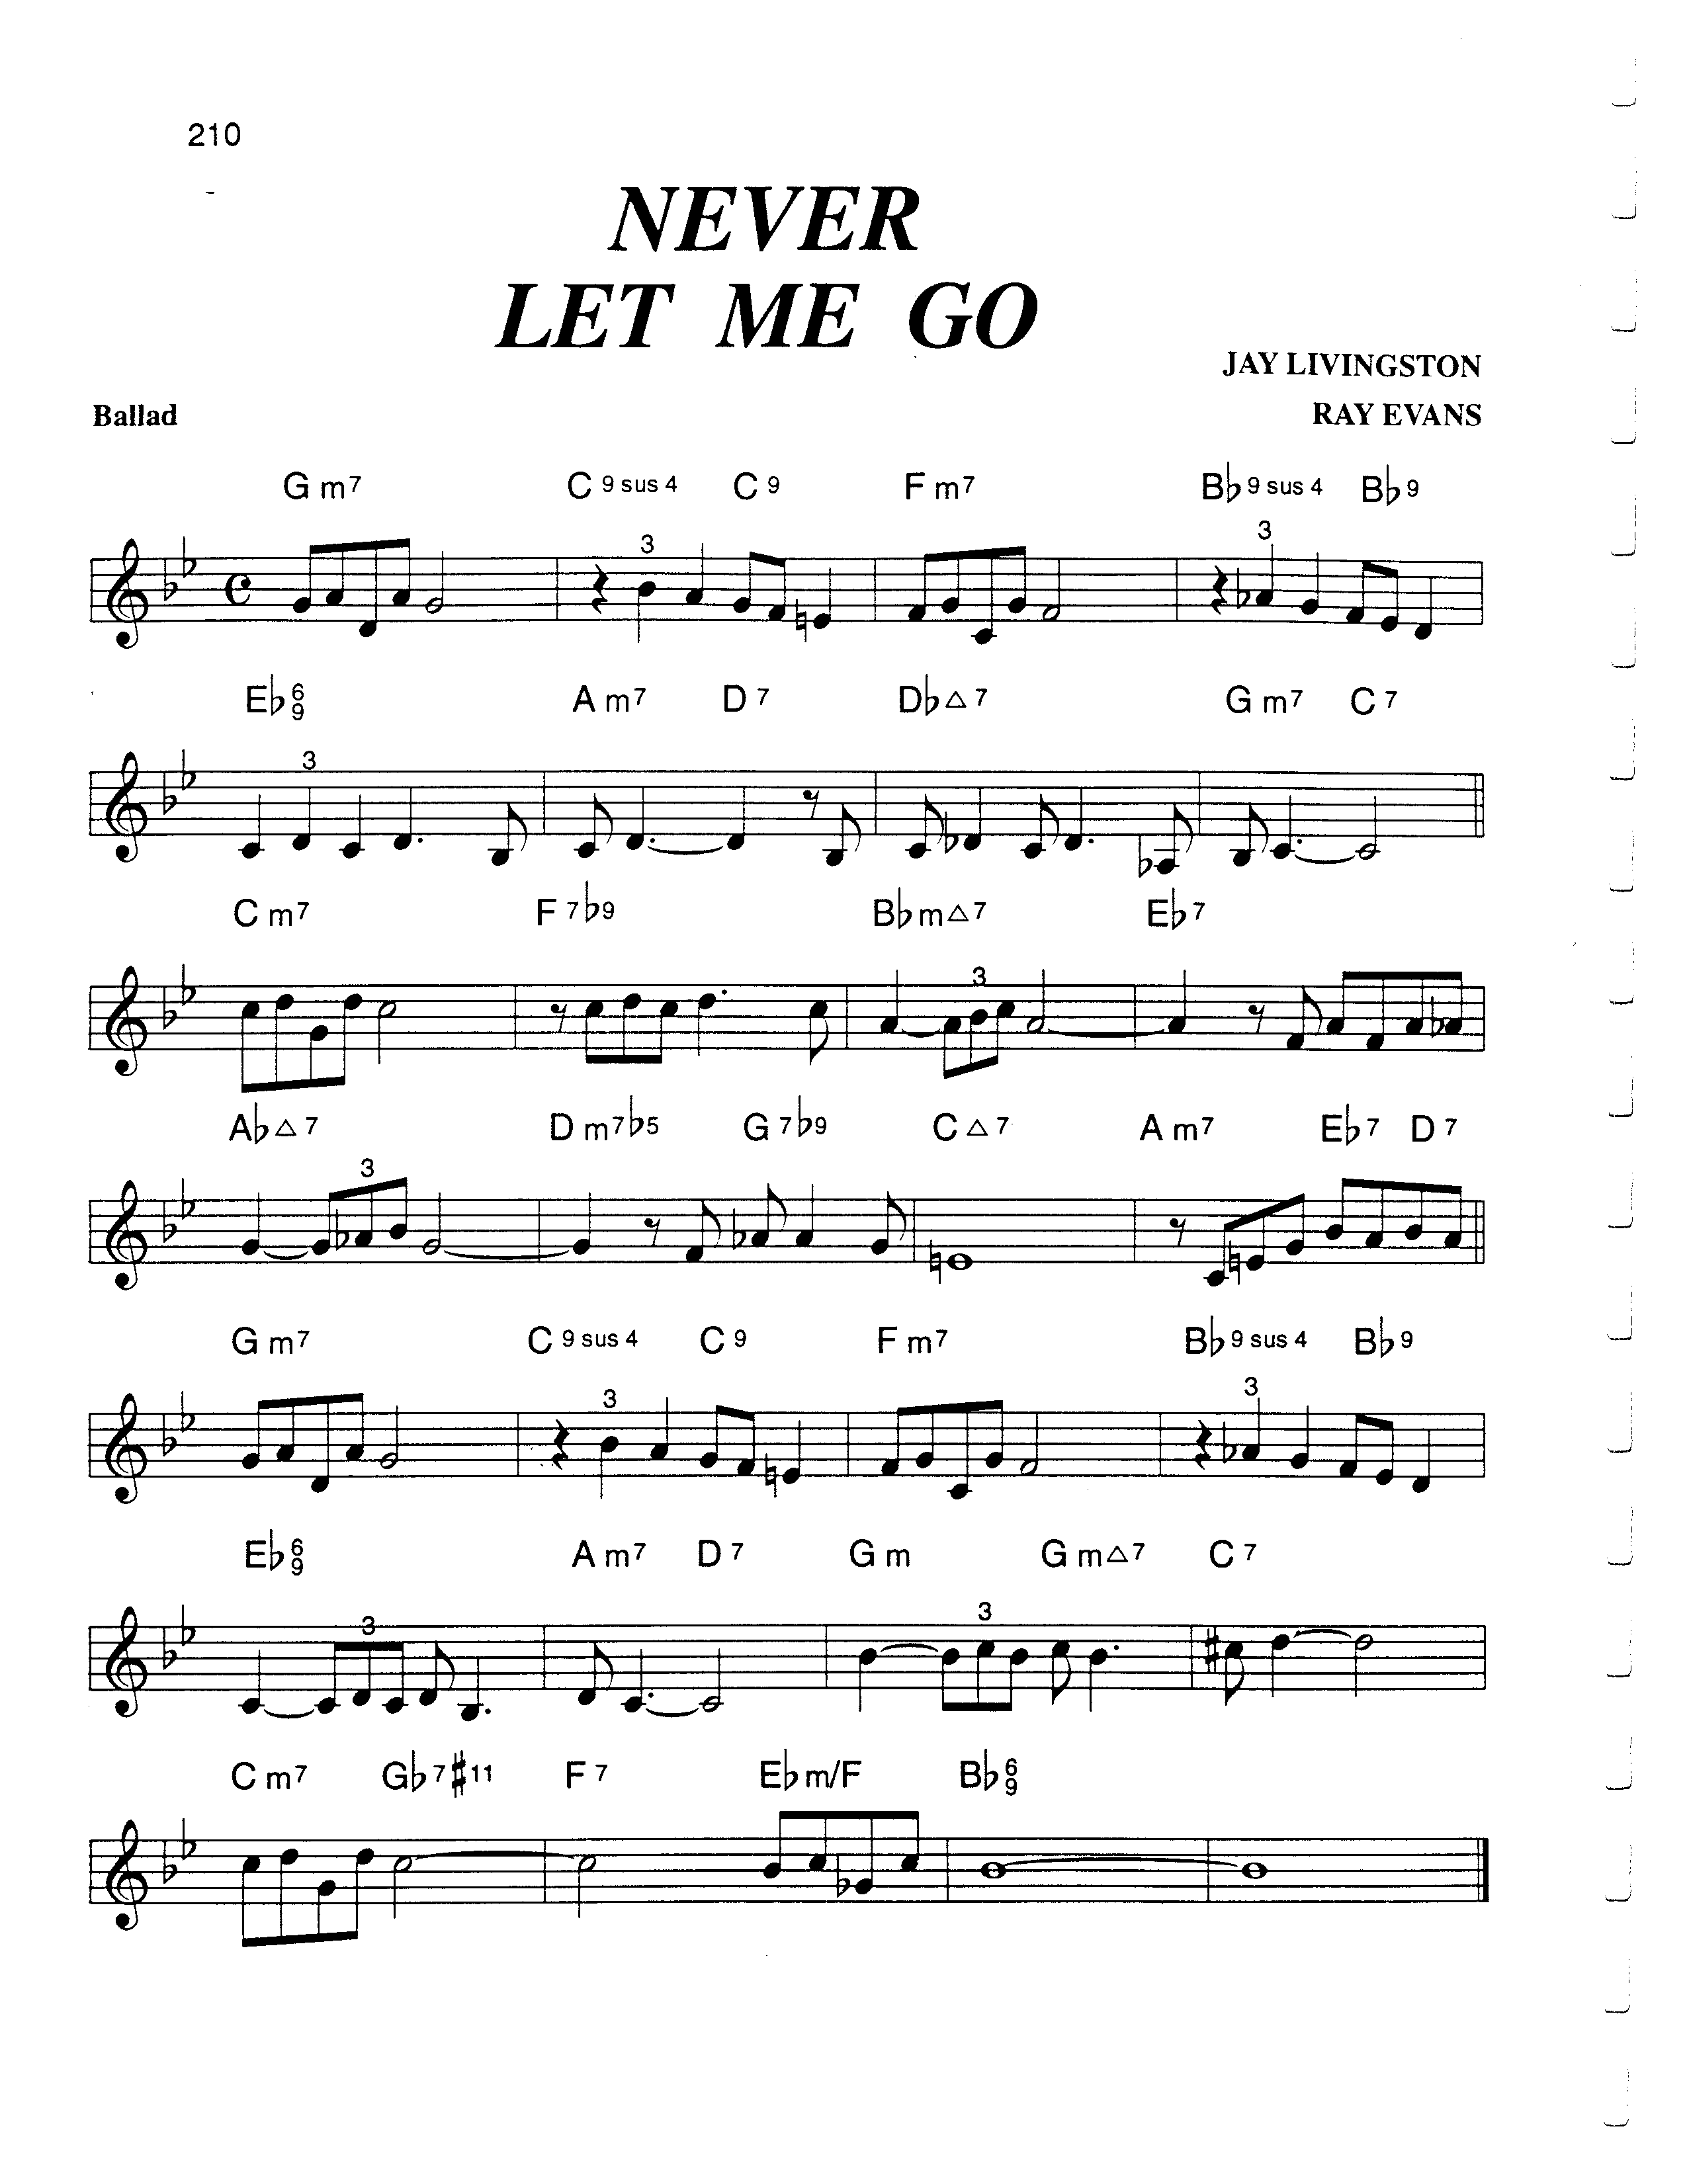 210
NEVER
LET ME GO
JAY LIVINGSTON
Ballad
RAY EVANS
G m7 C 9 sus 4 C 9 F m7 B♭9 sus 4 B♭9
3 3
E♭6/9 A m7 D 7 D♭△7 G m7 C 7
3
C m7 F 7♭9 B♭m△7 E♭7
3
A♭△7 D m7♭5 G 7♭9 C △7 A m7 E♭7 D 7
3
G m7 C 9 sus 4 C 9 F m7 B♭9 sus 4 B♭9
3 3
E♭6/9 A m7 D 7 G m G m△7 C 7
3 3
C m7 G♭7♯11 F 7 E♭m/F B♭6/9